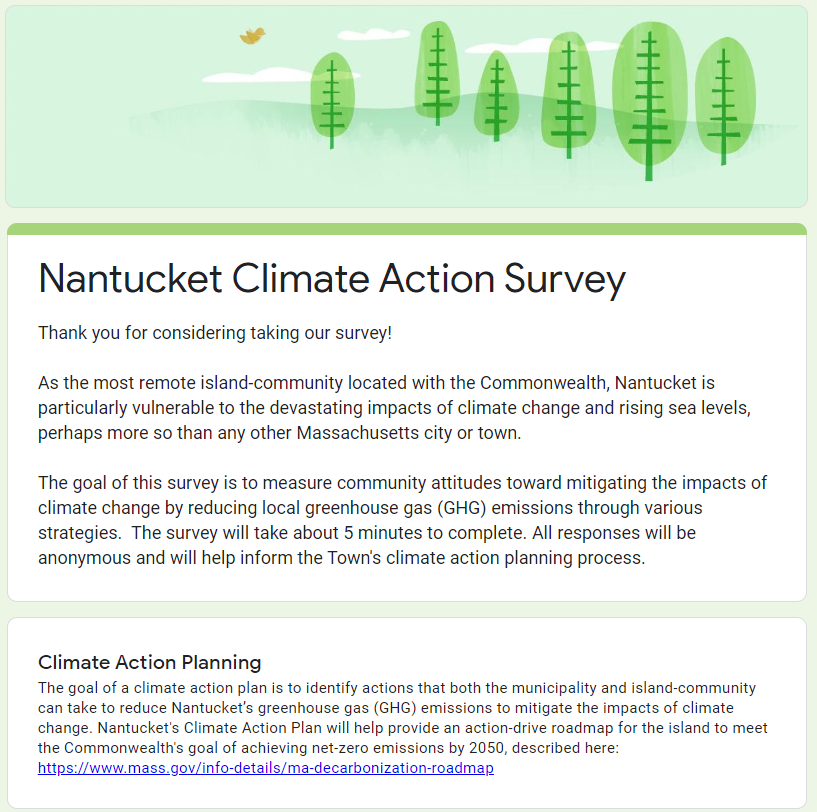 Nantucket Climate Action Survey
Thank you for considering taking our survey!
As the most remote island-community located with the Commonwealth, Nantucket is
particularly vulnerable to the devastating impacts of climate change and rising sea levels,
perhaps more so than any other Massachusetts city or town.
The goal of this survey is to measure community attitudes toward mitigating the impacts of
climate change by reducing local greenhouse gas (GHG) emissions through various
strategies.  The survey will take about 5 minutes to complete. All responses will be
anonymous and will help inform the Town's climate action planning process.
Climate Action Planning
The goal of a climate action plan is to identify actions that both the municipality and island-community
can take to reduce Nantucket’s greenhouse gas (GHG) emissions to mitigate the impacts of climate
change. Nantucket's Climate Action Plan will help provide an action-drive roadmap for the island to meet
the Commonwealth's goal of achieving net-zero emissions by 2050, described here:
https://www.mass.gov/info-details/ma-decarbonization-roadmap